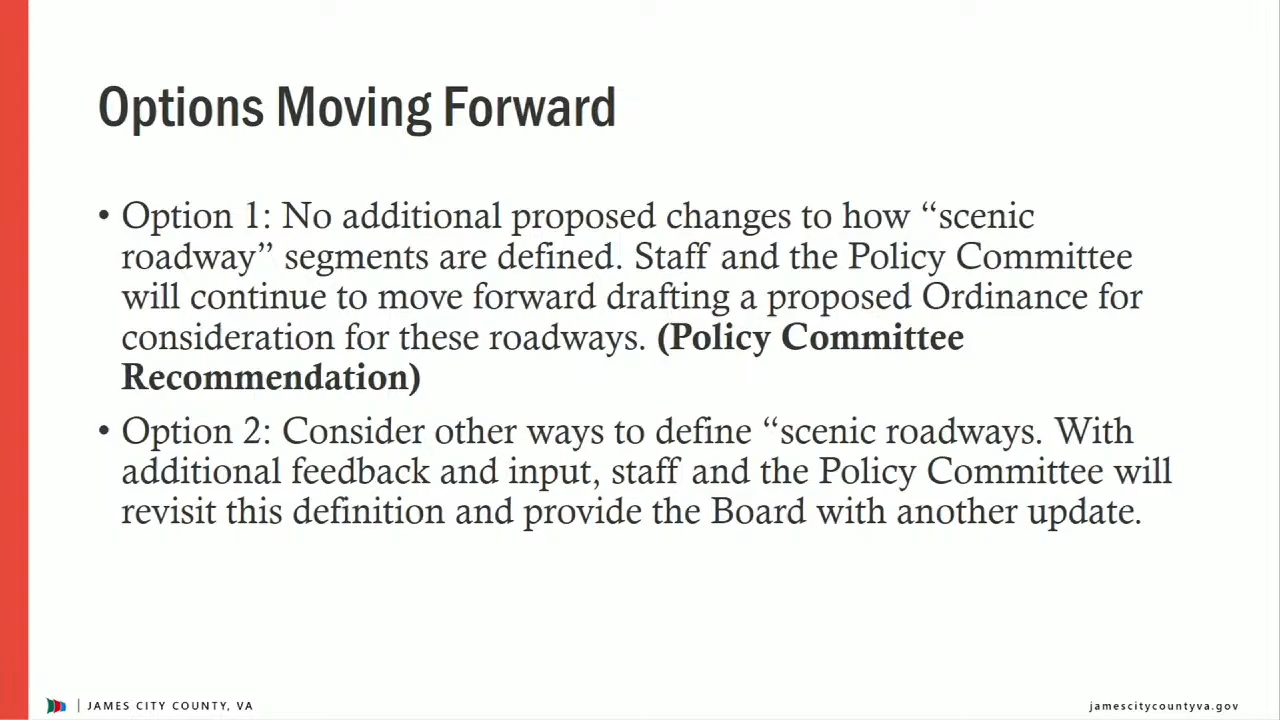 Options Moving Forward
• Option 1: No additional proposed changes to how “scenic
roadway” segments are defined. Staff and the Policy Committee
will continue to move forward drafting a proposed Ordinance for
consideration for these roadways. (Policy Committee
Recommendation)
• Option 2: Consider other ways to define “scenic roadways. With
additional feedback and input, staff and the Policy Committee will
revisit this definition and provide the Board with another update.
JAMES CITY COUNTY, VA
jamescitycountyva.gov